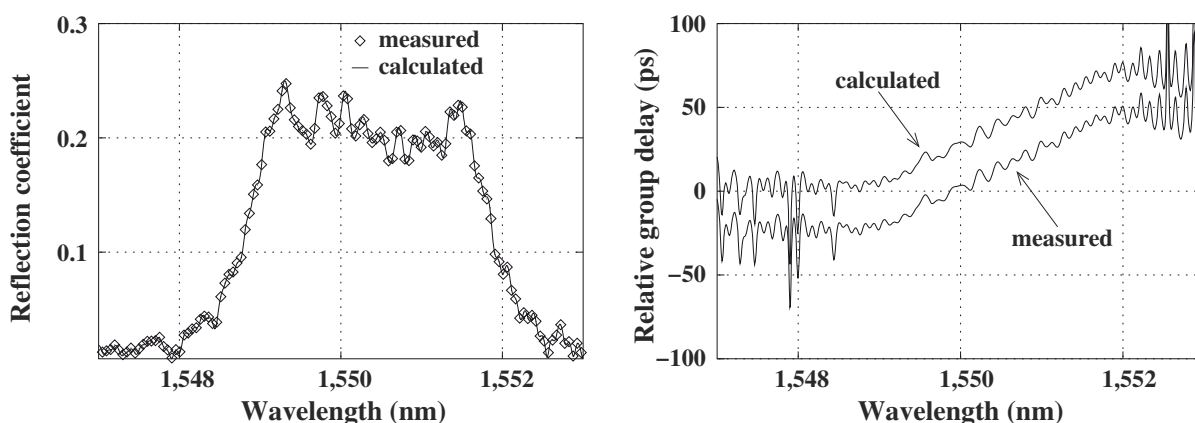 Reflection coefficient
0.3
0.2
0.1
◇ measured
— calculated
1,548
1,550
1,552
Wavelength (nm)
Relative group delay (ps)
100
50
0
−50
−100
calculated
measured
1,548
1,550
1,552
Wavelength (nm)